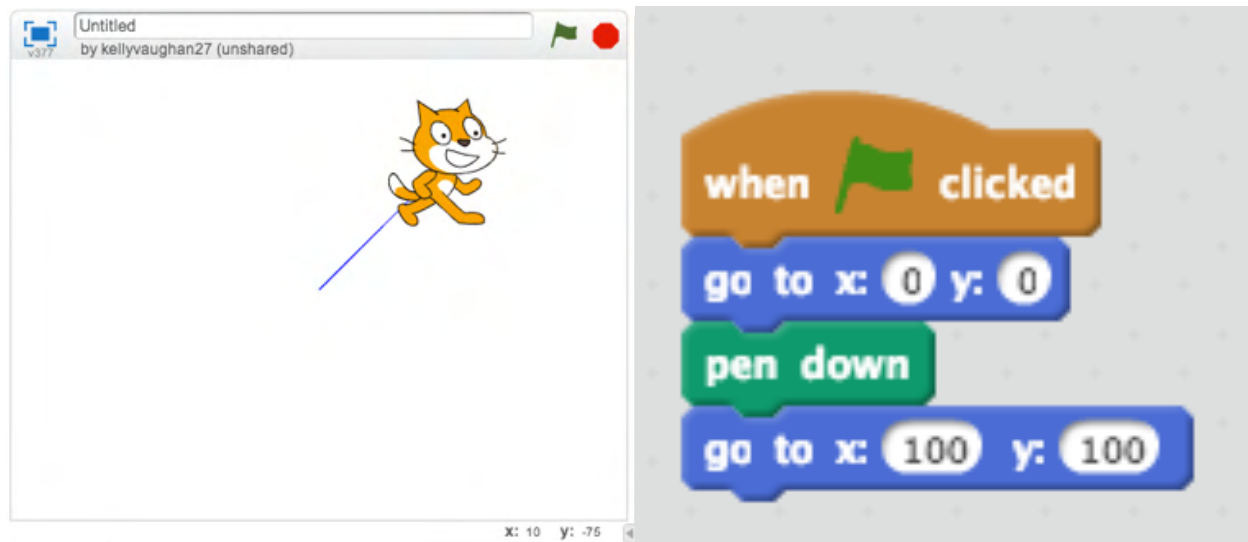 Untitled
v377
by kellyvaughan27 (unshared)
x: 10 y: -75
when clicked
go to x: 0 y: 0
pen down
go to x: 100 y: 100